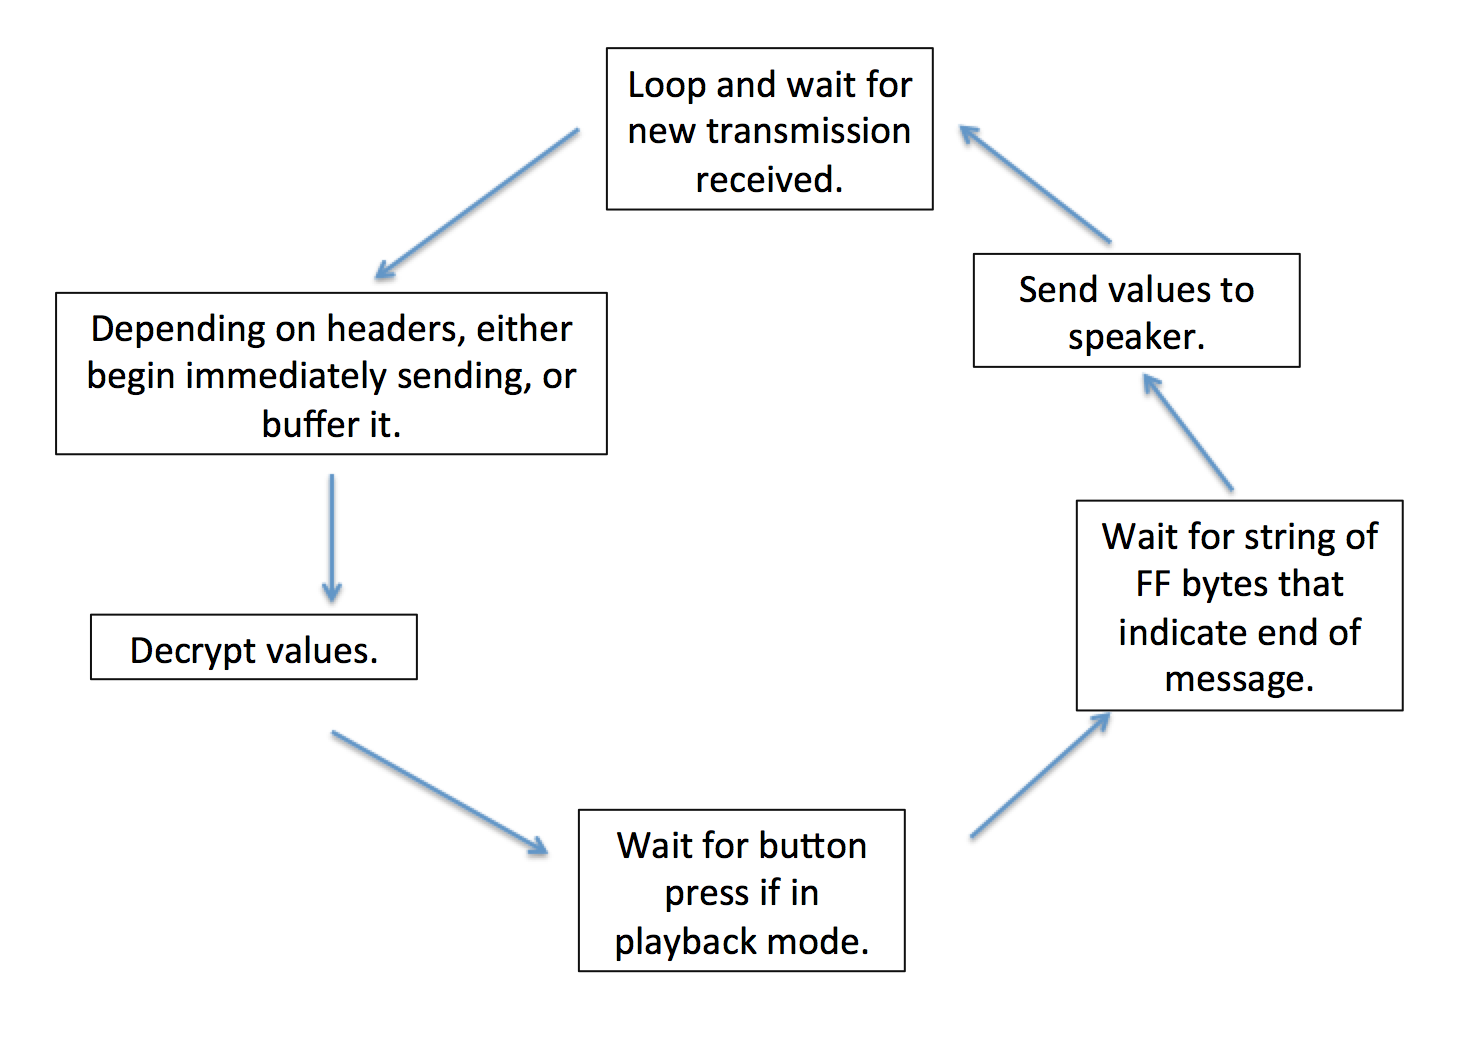 Loop and wait for
new transmission
received.
Depending on headers, either
begin immediately sending, or
buffer it.
Decrypt values.
Wait for button
press if in
playback mode.
Wait for string of
FF bytes that
indicate end of
message.
Send values to
speaker.